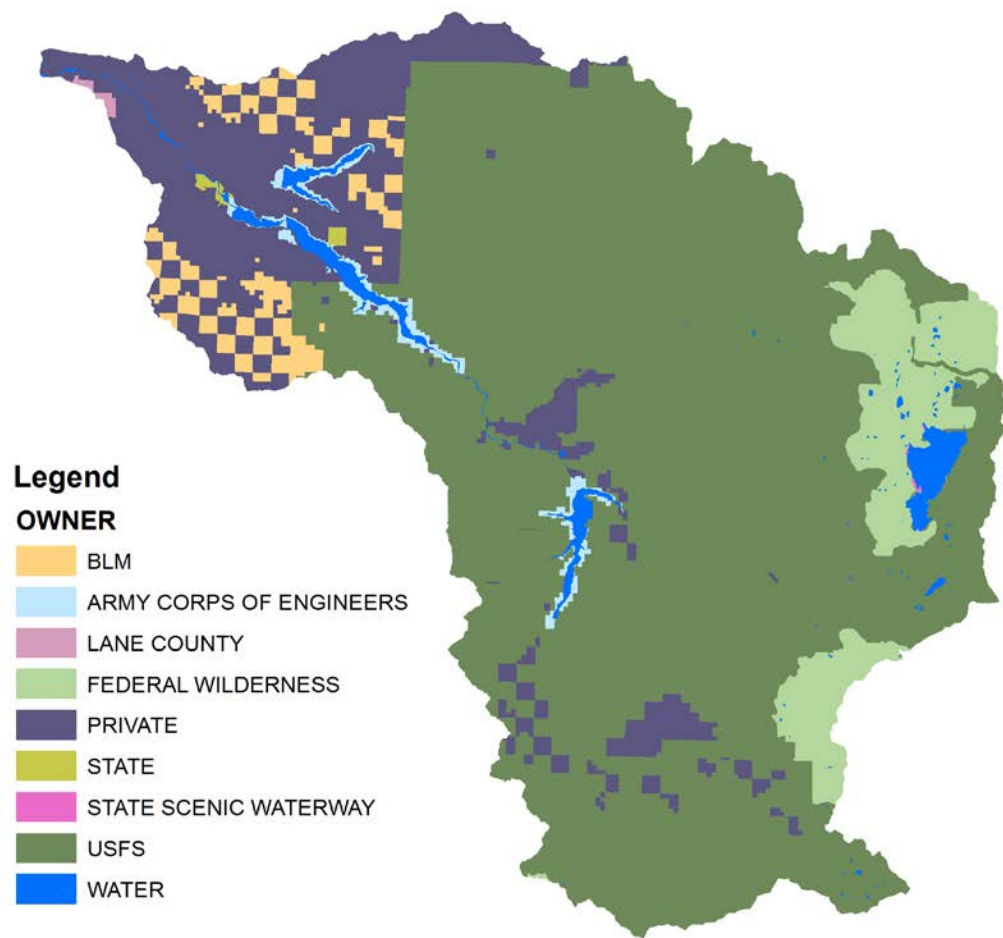 Legend
OWNER
BLM
ARMY CORPS OF ENGINEERS
LANE COUNTY
FEDERAL WILDERNESS
PRIVATE
STATE
STATE SCENIC WATERWAY
USFS
WATER